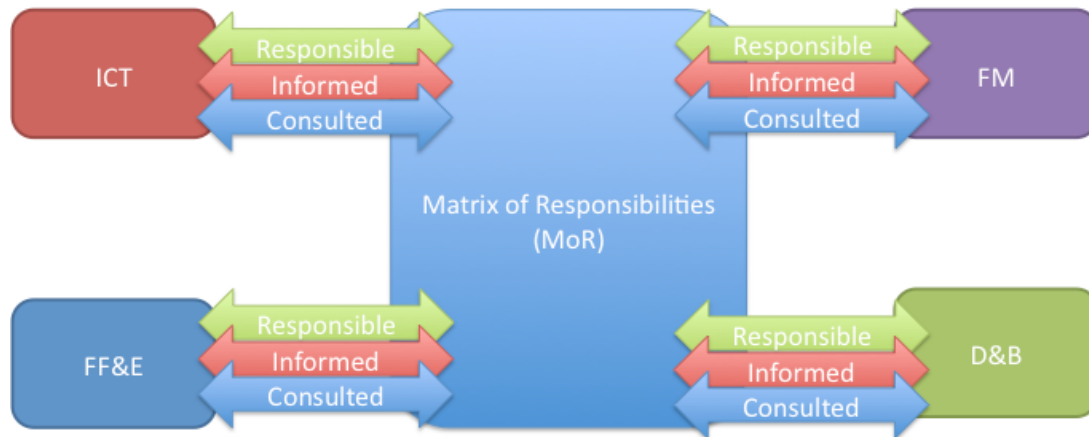 ICT
Responsible
Informed
Consulted
Responsible
Informed
Consulted
FM
Matrix of Responsibilities
(MoR)
FF&E
Responsible
Informed
Consulted
Responsible
Informed
Consulted
D&B